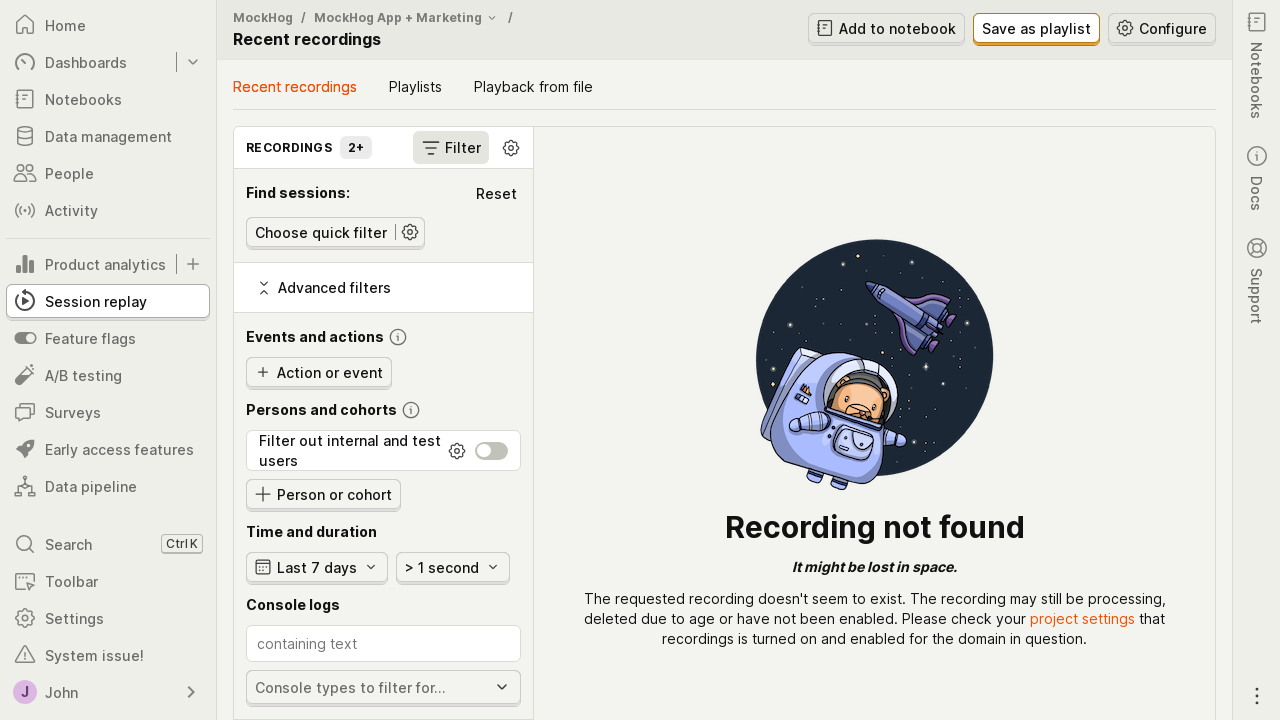 Home
Dashboards
Notebooks
Data management
People
Activity
Product analytics
Session replay
Feature flags
A/B testing
Surveys
Early access features
Data pipeline
Search
Ctrl K
Toolbar
Settings
System issue!
J
John
MockHog / MockHog App + Marketing /
Recent recordings
Add to notebook
Save as playlist
Configure
Recent recordings
Playlists
Playback from file
RECORDINGS
2+
Filter
Find sessions:
Reset
Choose quick filter
Advanced filters
Events and actions
Action or event
Persons and cohorts
Filter out internal and test
users
Person or cohort
Time and duration
Last 7 days
> 1 second
Console logs
containing text
Console types to filter for...
Recording not found
It might be lost in space.
The requested recording doesn't seem to exist. The recording may still be processing,
deleted due to age or have not been enabled. Please check your project settings that
recordings is turned on and enabled for the domain in question.
Notebooks
Docs
Support